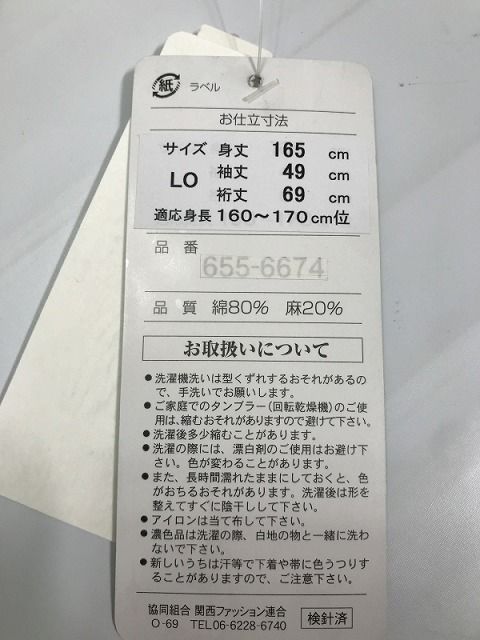 紙 ラベル
お仕立寸法
サイズ 身丈 165 cm
LO 袖丈 49 cm
裄丈 69 cm
適応身長 160〜170cm位
品 番
655-6674
品 質 綿80% 麻20%
お取扱いについて
●洗濯機洗いは型くずれするおそれがあるの
で、手洗いでお願いします。
●ご家庭でのタンブラー(回転乾燥機)のご使
用は、縮むおそれがありますので避けて下さい。
●洗濯後多少縮むことがあります。
●洗濯の際には、漂白剤のご使用はお避け下
さい。色が変わることがあります。
●また、長時間濡れたままにしておくと、色
がおちるおそれがあります。洗濯後は形を
整えてすぐに陰干しして下さい。
●アイロンは当て布して下さい。
●濃色品は洗濯の際、白地の物と一緒に洗わ
ないで下さい。
●新しいうちは汗等で下着や帯に色うつりす
ることがありますので、ご注意下さい。
協同組合 関西ファッション連合
O-69 TEL06-6228-6740
検針済